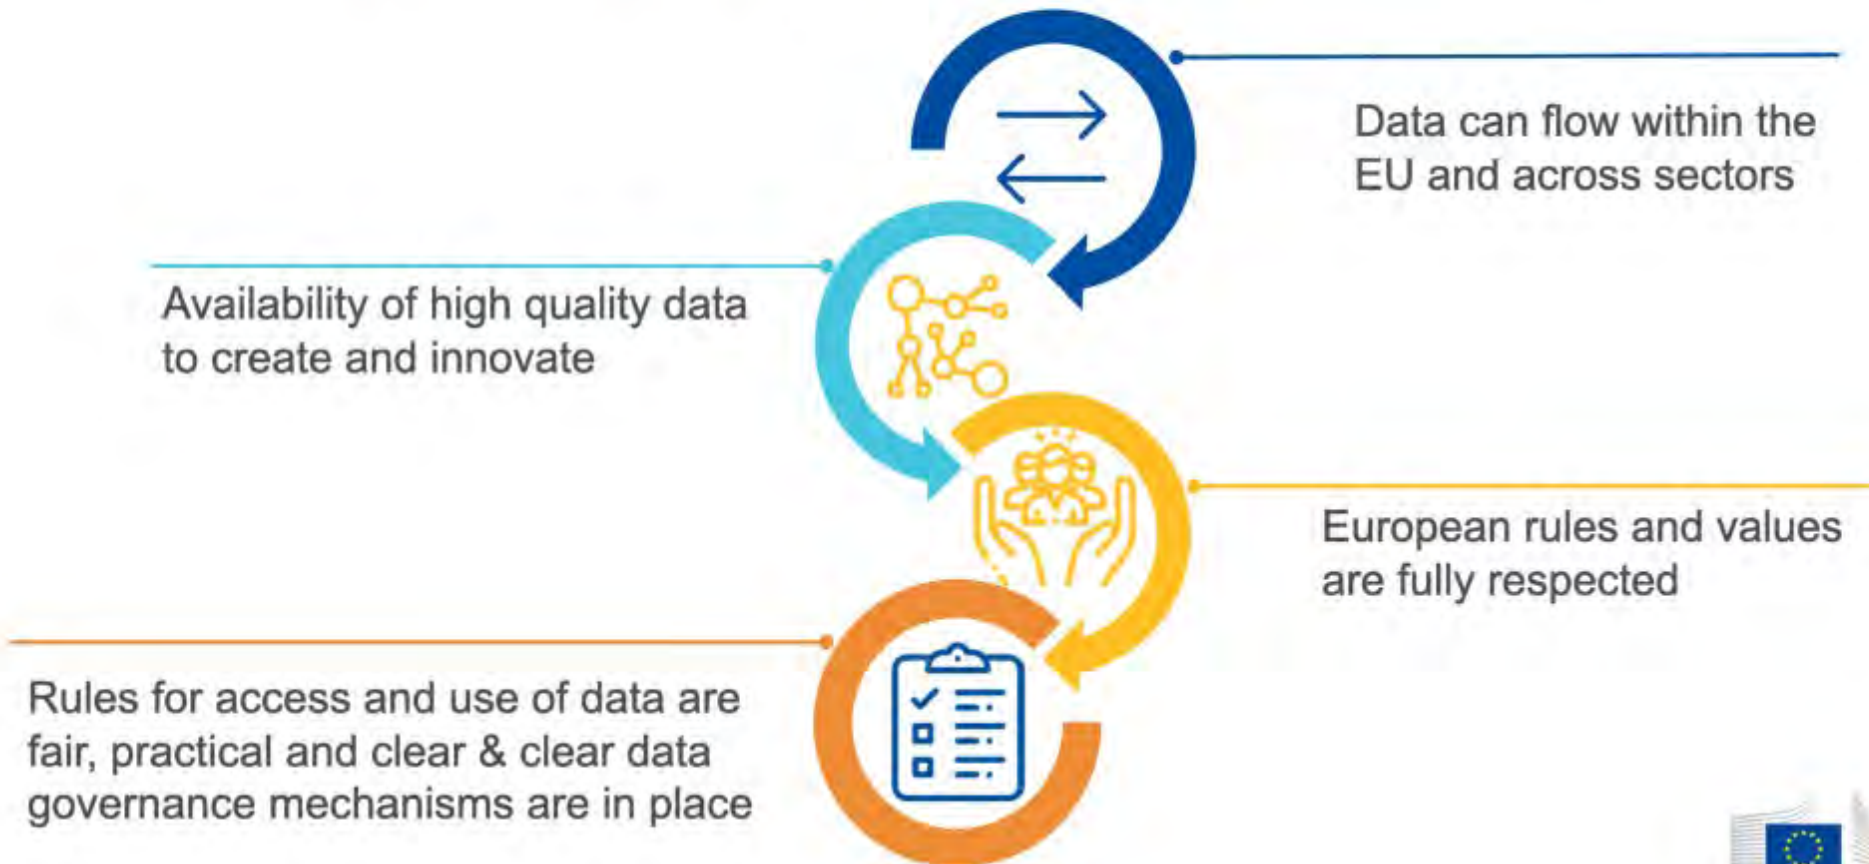 Data can flow within the
EU and across sectors
Availability of high quality data
to create and innovate
European rules and values
are fully respected
Rules for access and use of data are
fair, practical and clear & clear data
governance mechanisms are in place